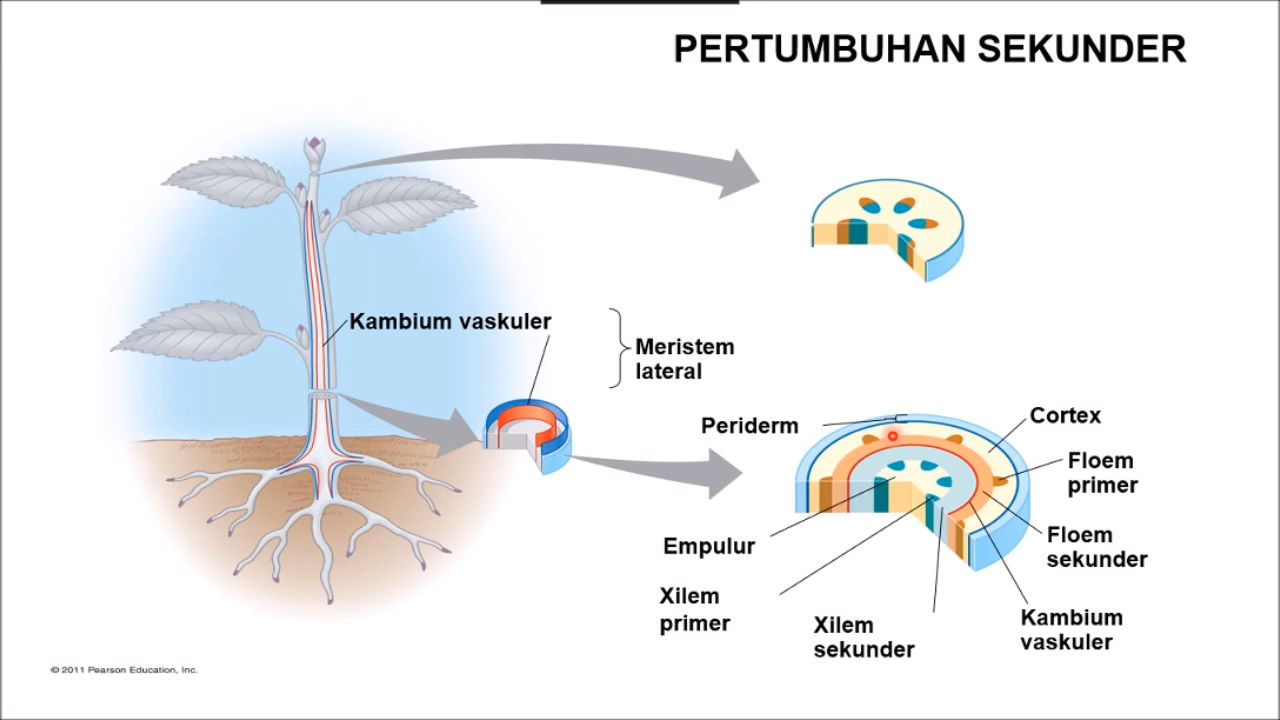 PERTUMBUHAN SEKUNDER
Kambium vaskuler
Meristem
lateral
Periderm
Cortex
Floem
primer
Empulur
Floem
sekunder
Xilem
primer
Xilem
sekunder
Kambium
vaskuler
© 2011 Pearson Education, Inc.